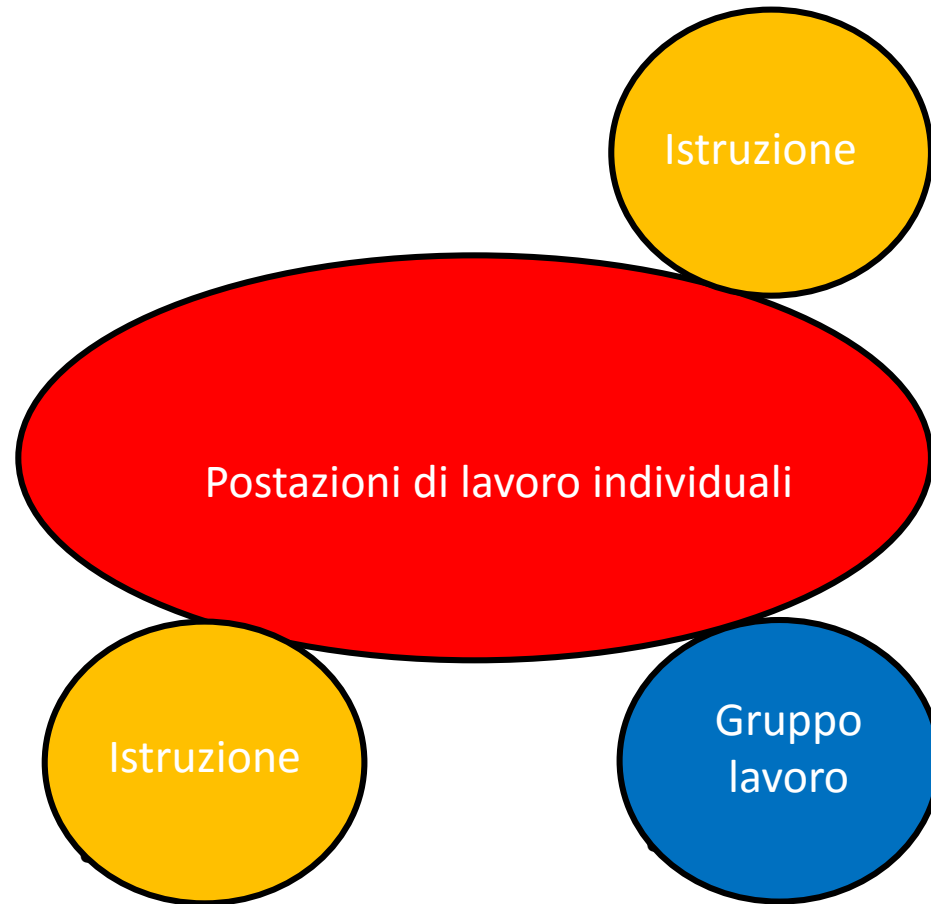 Istruzione
Postazioni di lavoro individuali
Istruzione
Gruppo
lavoro